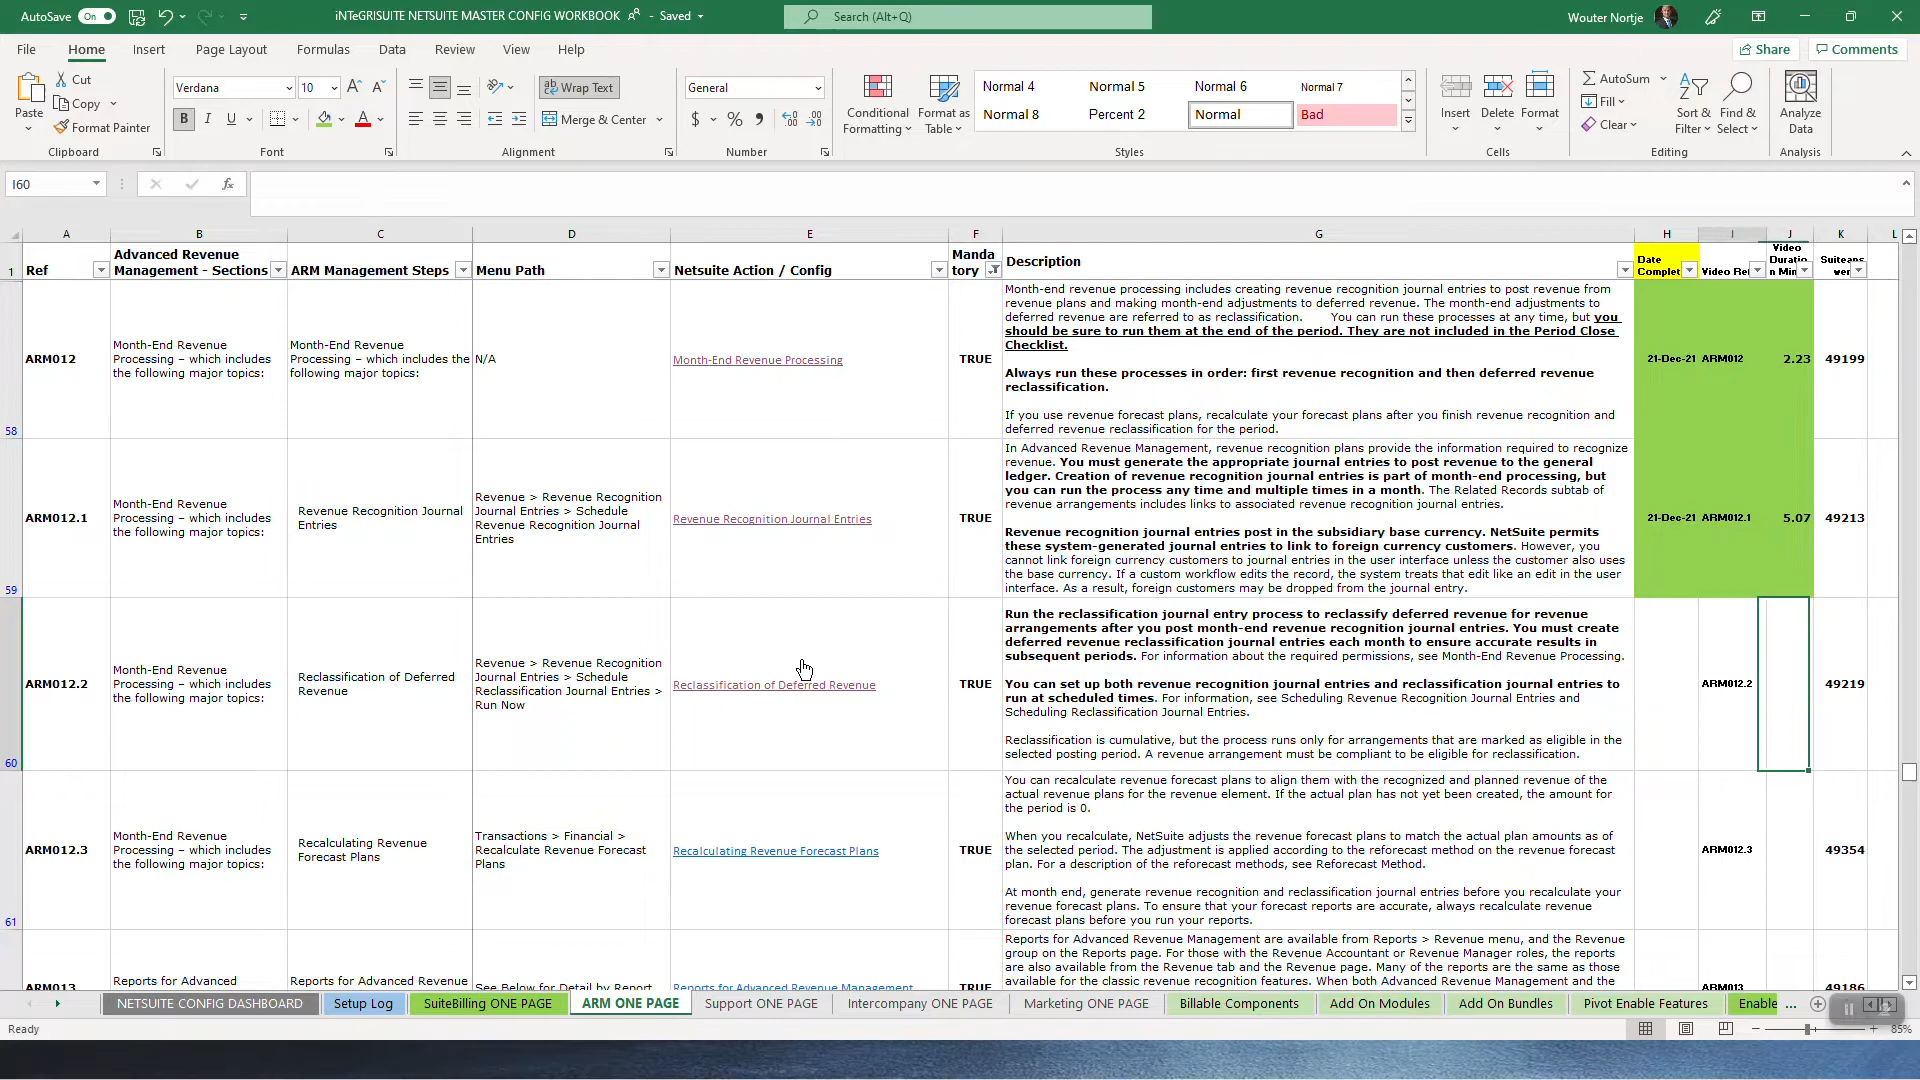 AutoSave On iNTeGRiSUITE NETSUITE MASTER CONFIG WORKBOOK - Saved Search (Alt+Q) Wouter Nortje
File Home Insert Page Layout Formulas Data Review View Help Share Comments
Paste Cut Copy Format Painter
Clipboard
Verdana 10
B I U A
Font
Wrap Text
Merge & Center
Alignment
General
$ % 9
Number
Conditional Formatting
Format as Table
Normal 4 Normal 5 Normal 6 Normal 7
Normal 8 Percent 2 Normal Bad
Styles
Insert Delete Format
Cells
AutoSum
Fill
Clear
Sort & Filter
Find & Select
Editing
Analyze Data
Analysis
I60 fx
A B C D E F G H I J K L
1
Ref
Advanced Revenue
Management - Sections
ARM Management Steps
Menu Path
Netsuite Action / Config
Manda
tory
Description
Date
Complet
Video Re
Video
Duratio
n Min
Suiteans
wer
58
ARM012
Month-End Revenue
Processing – which includes
the following major topics:
Month-End Revenue
Processing – which includes the
following major topics:
N/A
Month-End Revenue Processing
TRUE
Month-end revenue processing includes creating revenue recognition journal entries to post revenue from
revenue plans and making month-end adjustments to deferred revenue. The month-end adjustments to
deferred revenue are referred to as reclassification. You can run these processes at any time, but you
should be sure to run them at the end of the period. They are not included in the Period Close
Checklist.
Always run these processes in order: first revenue recognition and then deferred revenue
reclassification.
If you use revenue forecast plans, recalculate your forecast plans after you finish revenue recognition and
deferred revenue reclassification for the period.
21-Dec-21 ARM012 2.23 49199
59
ARM012.1
Month-End Revenue
Processing – which includes
the following major topics:
Revenue Recognition Journal
Entries
Revenue > Revenue Recognition
Journal Entries > Schedule
Revenue Recognition Journal
Entries
Revenue Recognition Journal Entries
TRUE
In Advanced Revenue Management, revenue recognition plans provide the information required to recognize
revenue. You must generate the appropriate journal entries to post revenue to the general
ledger. Creation of revenue recognition journal entries is part of month-end processing, but
you can run the process any time and multiple times in a month. The Related Records subtab of
revenue arrangements includes links to associated revenue recognition journal entries.
Revenue recognition journal entries post in the subsidiary base currency. NetSuite permits
these system-generated journal entries to link to foreign currency customers. However, you
cannot link foreign currency customers to journal entries in the user interface unless the customer also uses
the base currency. If a custom workflow edits the record, the system treats that edit like an edit in the user
interface. As a result, foreign customers may be dropped from the journal entry.
21-Dec-21 ARM012.1 5.07 49213
60
ARM012.2
Month-End Revenue
Processing – which includes
the following major topics:
Reclassification of Deferred
Revenue
Revenue > Revenue Recognition
Journal Entries > Schedule
Reclassification Journal Entries >
Run Now
Reclassification of Deferred Revenue
TRUE
Run the reclassification journal entry process to reclassify deferred revenue for revenue
arrangements after you post month-end revenue recognition journal entries. You must create
deferred revenue reclassification journal entries each month to ensure accurate results in
subsequent periods. For information about the required permissions, see Month-End Revenue Processing.
You can set up both revenue recognition journal entries and reclassification journal entries to
run at scheduled times. For information, see Scheduling Revenue Recognition Journal Entries and
Scheduling Reclassification Journal Entries.
Reclassification is cumulative, but the process runs only for arrangements that are marked as eligible in the
selected posting period. A revenue arrangement must be compliant to be eligible for reclassification.
ARM012.2 49219
61
ARM012.3
Month-End Revenue
Processing – which includes
the following major topics:
Recalculating Revenue
Forecast Plans
Transactions > Financial >
Recalculate Revenue Forecast
Plans
Recalculating Revenue Forecast Plans
TRUE
You can recalculate revenue forecast plans to align them with the recognized and planned revenue of the
actual revenue plans for the revenue element. If the actual plan has not yet been created, the amount for
the period is 0.
When you recalculate, NetSuite adjusts the revenue forecast plans to match the actual plan amounts as of
the selected period. The adjustment is applied according to the reforecast method on the revenue forecast
plan. For a description of the reforecast methods, see Reforecast Method.
At month end, generate revenue recognition and reclassification journal entries before you recalculate your
revenue forecast plans. To ensure that your forecast reports are accurate, always recalculate revenue
forecast plans before you run your reports.
ARM012.3 49354
ARM013
Reports for Advanced
Reports for Advanced Revenue
See Below for Detail by Report
Reports for Advanced Revenue Management
TRUE
Reports for Advanced Revenue Management are available from Reports > Revenue menu, and the Revenue
group on the Reports page. For those with the Revenue Accountant or Revenue Manager roles, the reports
are also available from the Revenue tab and the Revenue page. Many of the reports are the same as those
available for the classic revenue recognition features. When both Advanced Revenue Management and the
ARM013 49186
NETSUITE CONFIG DASHBOARD Setup Log SuiteBilling ONE PAGE ARM ONE PAGE Support ONE PAGE Intercompany ONE PAGE Marketing ONE PAGE Billable Components Add On Modules Add On Bundles Pivot Enable Features Enable ...
Ready 85%